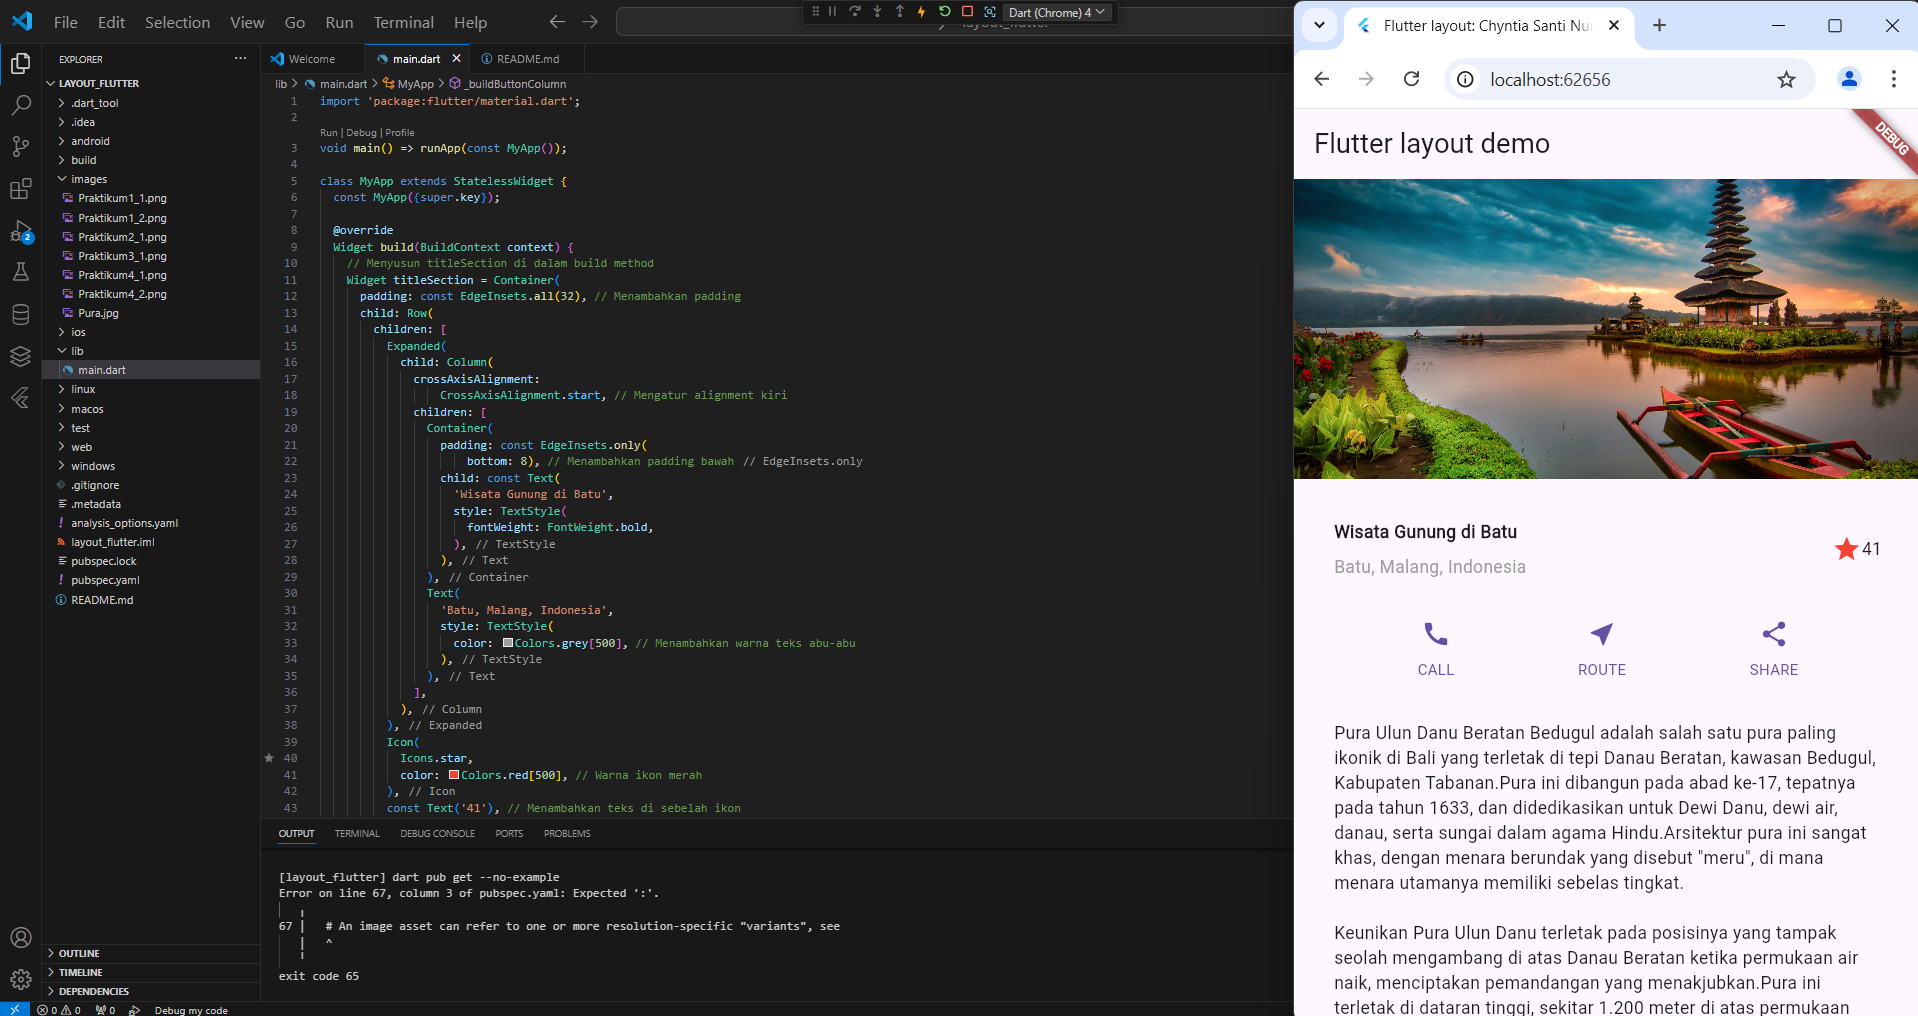 File Edit Selection View Go Run Terminal Help
Dart (Chrome) 4
EXPLORER
LAYOUT_FLUTTER
.dart_tool
.idea
android
build
images
Praktikum1_1.png
Praktikum1_2.png
Praktikum2_1.png
Praktikum3_1.png
Praktikum4_1.png
Praktikum4_2.png
Pura.jpg
ios
lib
main.dart
linux
macos
test
web
windows
.gitignore
.metadata
analysis_options.yaml
layout_flutter.iml
pubspec.lock
pubspec.yaml
README.md
OUTLINE
TIMELINE
DEPENDENCIES
2
Welcome main.dart README.md
lib > main.dart > MyApp > _buildButtonColumn
1 import 'package:flutter/material.dart';
2
Run | Debug | Profile
3 void main() => runApp(const MyApp());
4
5 class MyApp extends StatelessWidget {
6 const MyApp({super.key});
7
8 @override
9 Widget build(BuildContext context) {
10 // Menyusun titleSection di dalam build method
11 Widget titleSection = Container(
12 padding: const EdgeInsets.all(32), // Menambahkan padding
13 child: Row(
14 children: [
15 Expanded(
16 child: Column(
17 crossAxisAlignment:
18 CrossAxisAlignment.start, // Mengatur alignment kiri
19 children: [
20 Container(
21 padding: const EdgeInsets.only(
22 bottom: 8), // Menambahkan padding bawah // EdgeInsets.only
23 child: const Text(
24 'Wisata Gunung di Batu',
25 style: TextStyle(
26 fontWeight: FontWeight.bold,
27 ), // TextStyle
28 ), // Text
29 ), // Container
30 Text(
31 'Batu, Malang, Indonesia',
32 style: TextStyle(
33 color: Colors.grey[500], // Menambahkan warna teks abu-abu
34 ), // TextStyle
35 ), // Text
36 ],
37 ), // Column
38 ), // Expanded
39 Icon(
40 Icons.star,
41 color: Colors.red[500], // Warna ikon merah
42 ), // Icon
43 const Text('41'), // Menambahkan teks di sebelah ikon
OUTPUT TERMINAL DEBUG CONSOLE PORTS PROBLEMS
[layout_flutter] dart pub get --no-example
Error on line 67, column 3 of pubspec.yaml: Expected ':'.
67 | # An image asset can refer to one or more resolution-specific "variants", see
| ^
exit code 65
0 0 0 Debug my code
Flutter layout: Chyntia Santi Nu
localhost:62656
Flutter layout demo
DEBUG
Wisata Gunung di Batu
Batu, Malang, Indonesia
41
CALL ROUTE SHARE
Pura Ulun Danu Beratan Bedugul adalah salah satu pura paling
ikonik di Bali yang terletak di tepi Danau Beratan, kawasan Bedugul,
Kabupaten Tabanan.Pura ini dibangun pada abad ke-17, tepatnya
pada tahun 1633, dan didedikasikan untuk Dewi Danu, dewi air,
danau, serta sungai dalam agama Hindu.Arsitektur pura ini sangat
khas, dengan menara berundak yang disebut "meru", di mana
menara utamanya memiliki sebelas tingkat.
Keunikan Pura Ulun Danu terletak pada posisinya yang tampak
seolah mengambang di atas Danau Beratan ketika permukaan air
naik, menciptakan pemandangan yang menakjubkan.Pura ini
terletak di dataran tinggi, sekitar 1.200 meter di atas permukaan